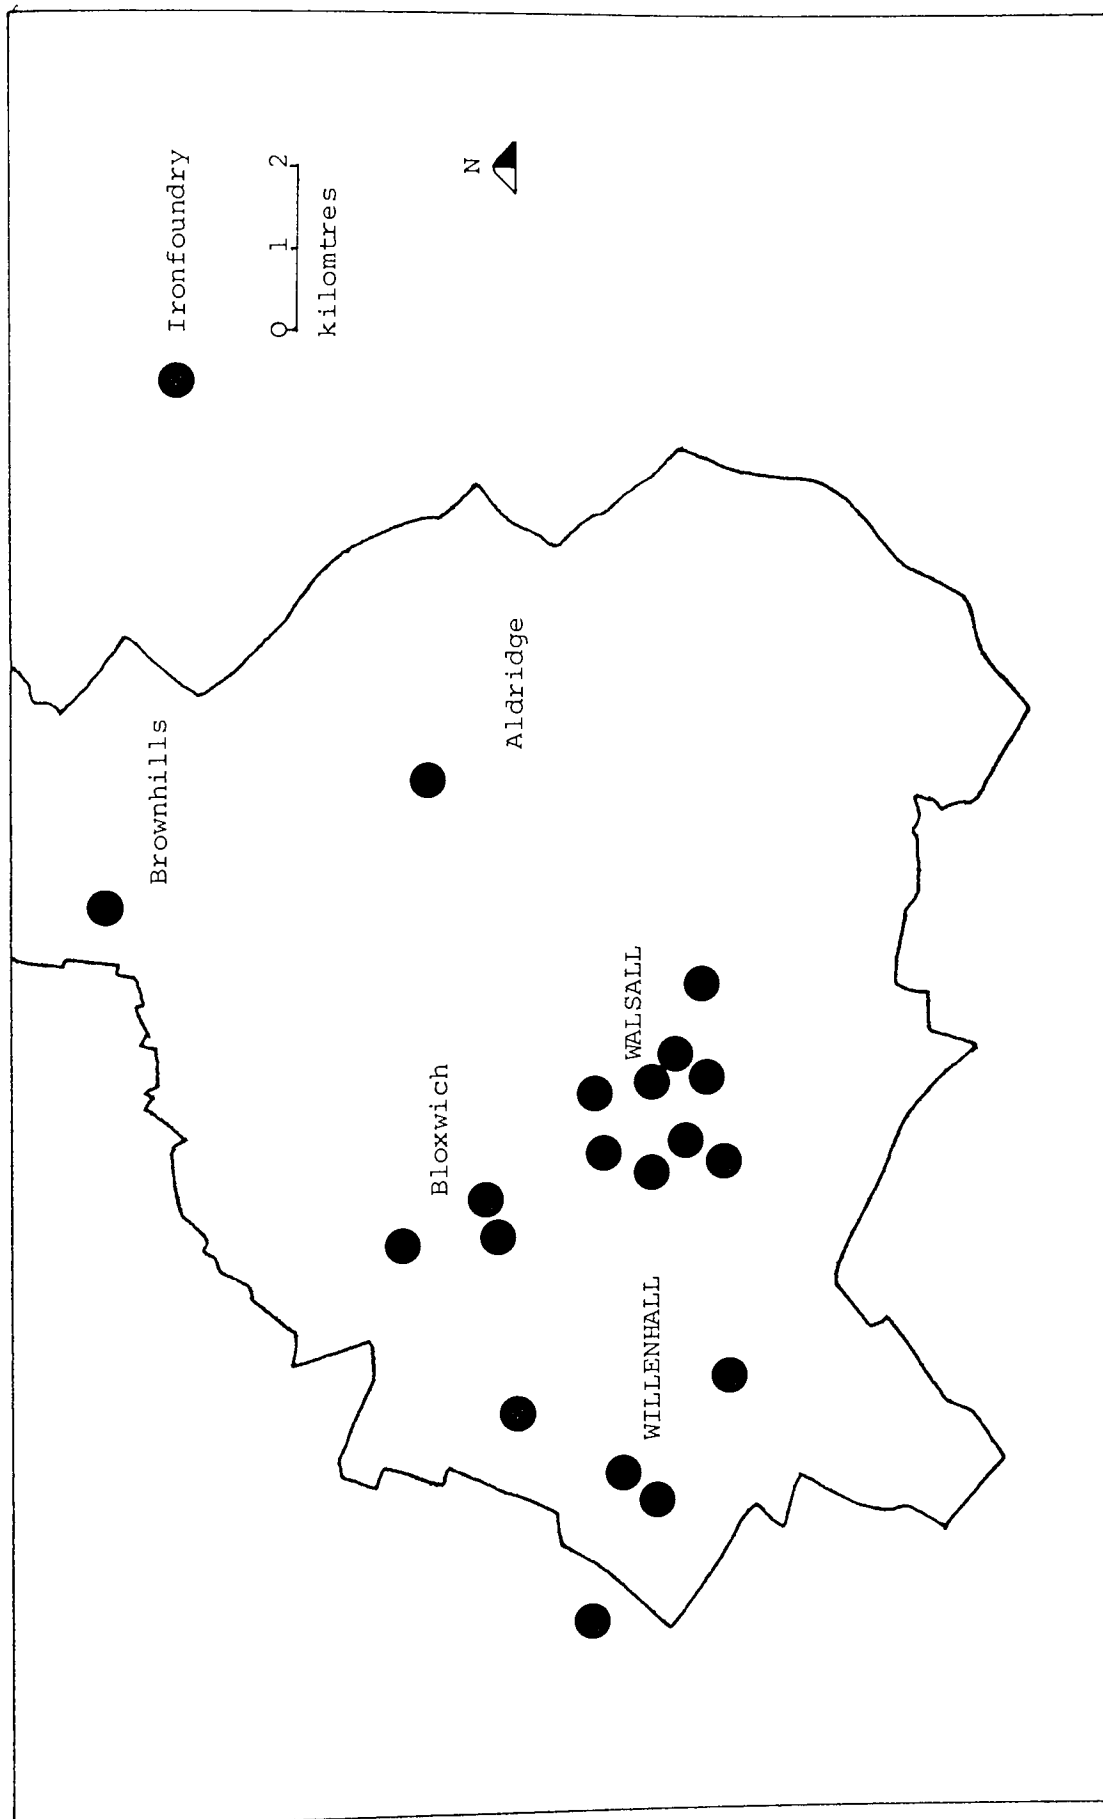 Ironfoundry
0 1 2
kilomtres
N
Brownhills
Aldridge
Bloxwich
WALSALL
WILLENHALL